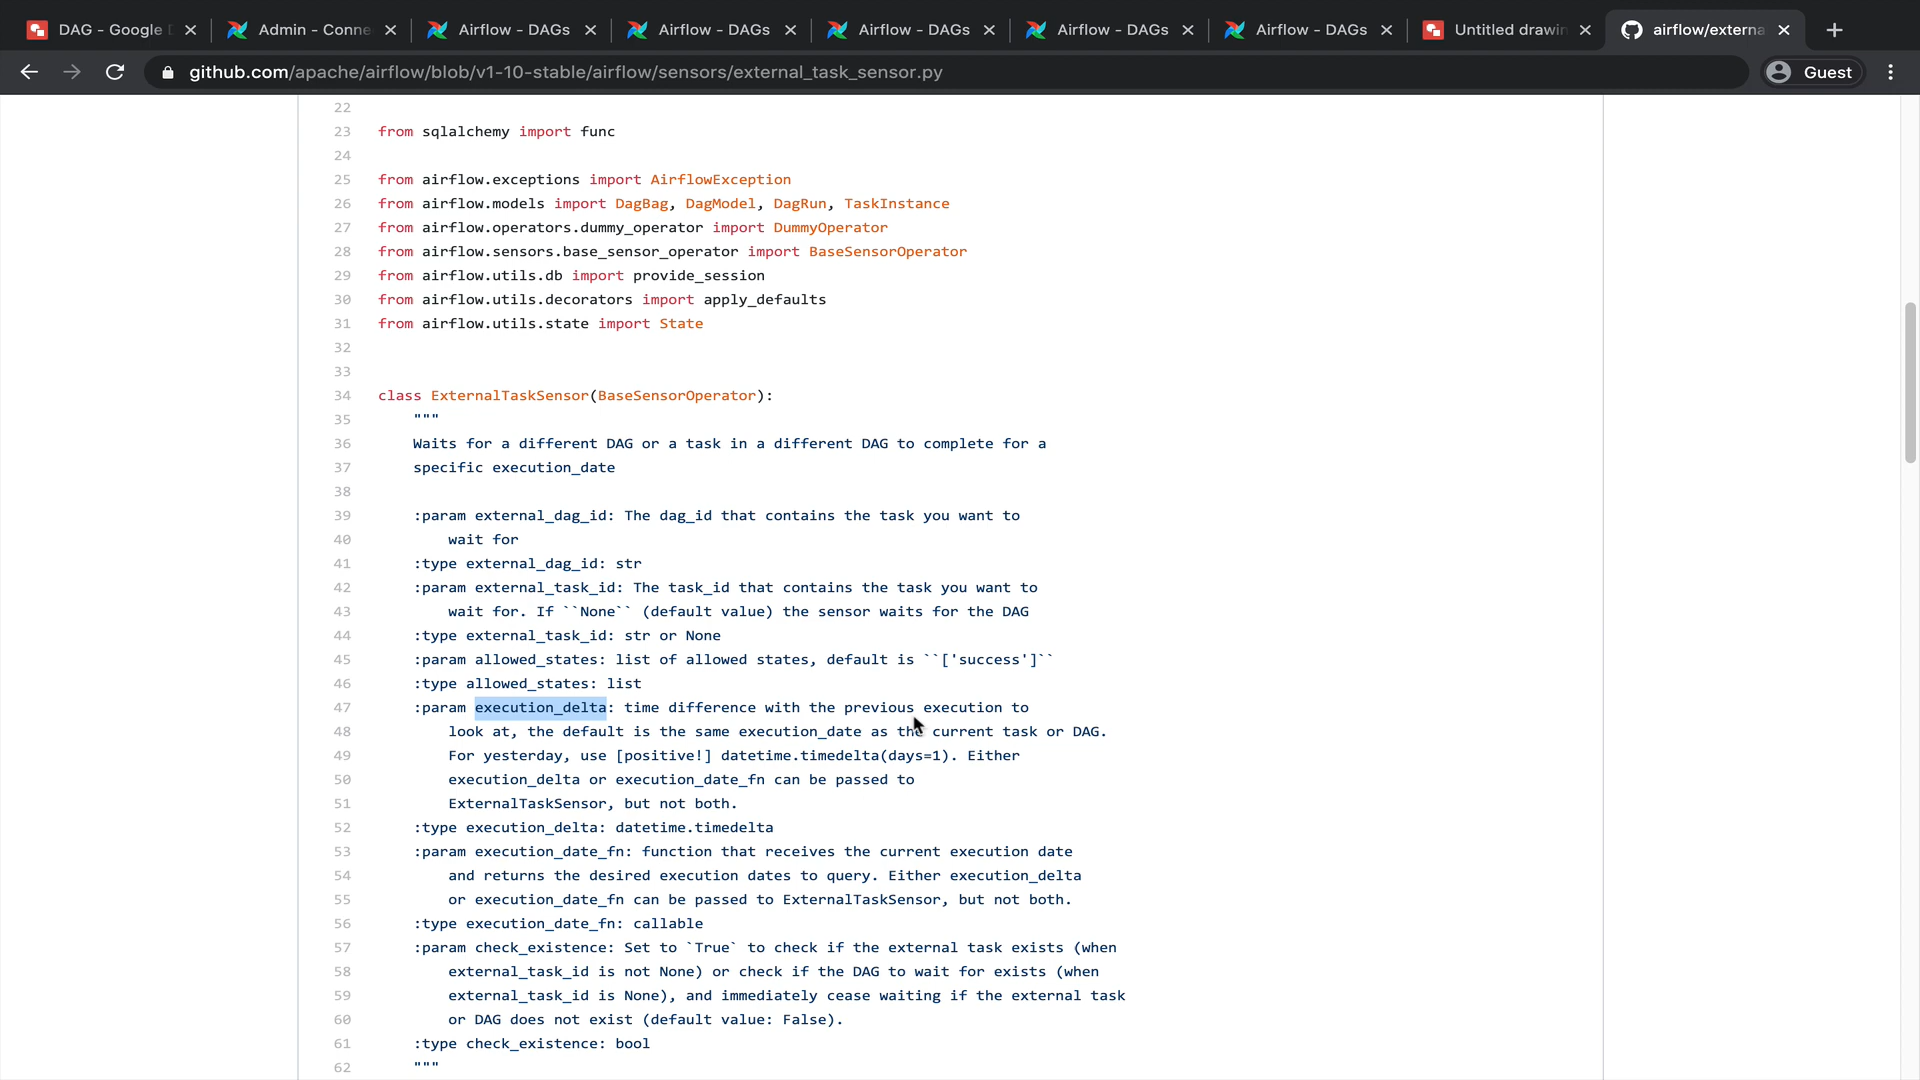 DAG - Google D
Admin - Conne
Airflow - DAGs
Airflow - DAGs
Airflow - DAGs
Airflow - DAGs
Airflow - DAGs
Untitled drawin
airflow/externa
github.com/apache/airflow/blob/v1-10-stable/airflow/sensors/external_task_sensor.py
Guest
22
23 from sqlalchemy import func
24
25 from airflow.exceptions import AirflowException
26 from airflow.models import DagBag, DagModel, DagRun, TaskInstance
27 from airflow.operators.dummy_operator import DummyOperator
28 from airflow.sensors.base_sensor_operator import BaseSensorOperator
29 from airflow.utils.db import provide_session
30 from airflow.utils.decorators import apply_defaults
31 from airflow.utils.state import State
32
33
34 class ExternalTaskSensor(BaseSensorOperator):
35 """
36 Waits for a different DAG or a task in a different DAG to complete for a
37 specific execution_date
38
39 :param external_dag_id: The dag_id that contains the task you want to
40 wait for
41 :type external_dag_id: str
42 :param external_task_id: The task_id that contains the task you want to
43 wait for. If ``None`` (default value) the sensor waits for the DAG
44 :type external_task_id: str or None
45 :param allowed_states: list of allowed states, default is ``['success']``
46 :type allowed_states: list
47 :param execution_delta: time difference with the previous execution to
48 look at, the default is the same execution_date as the current task or DAG.
49 For yesterday, use [positive!] datetime.timedelta(days=1). Either
50 execution_delta or execution_date_fn can be passed to
51 ExternalTaskSensor, but not both.
52 :type execution_delta: datetime.timedelta
53 :param execution_date_fn: function that receives the current execution date
54 and returns the desired execution dates to query. Either execution_delta
55 or execution_date_fn can be passed to ExternalTaskSensor, but not both.
56 :type execution_date_fn: callable
57 :param check_existence: Set to `True` to check if the external task exists (when
58 external_task_id is not None) or check if the DAG to wait for exists (when
59 external_task_id is None), and immediately cease waiting if the external task
60 or DAG does not exist (default value: False).
61 :type check_existence: bool
62 """